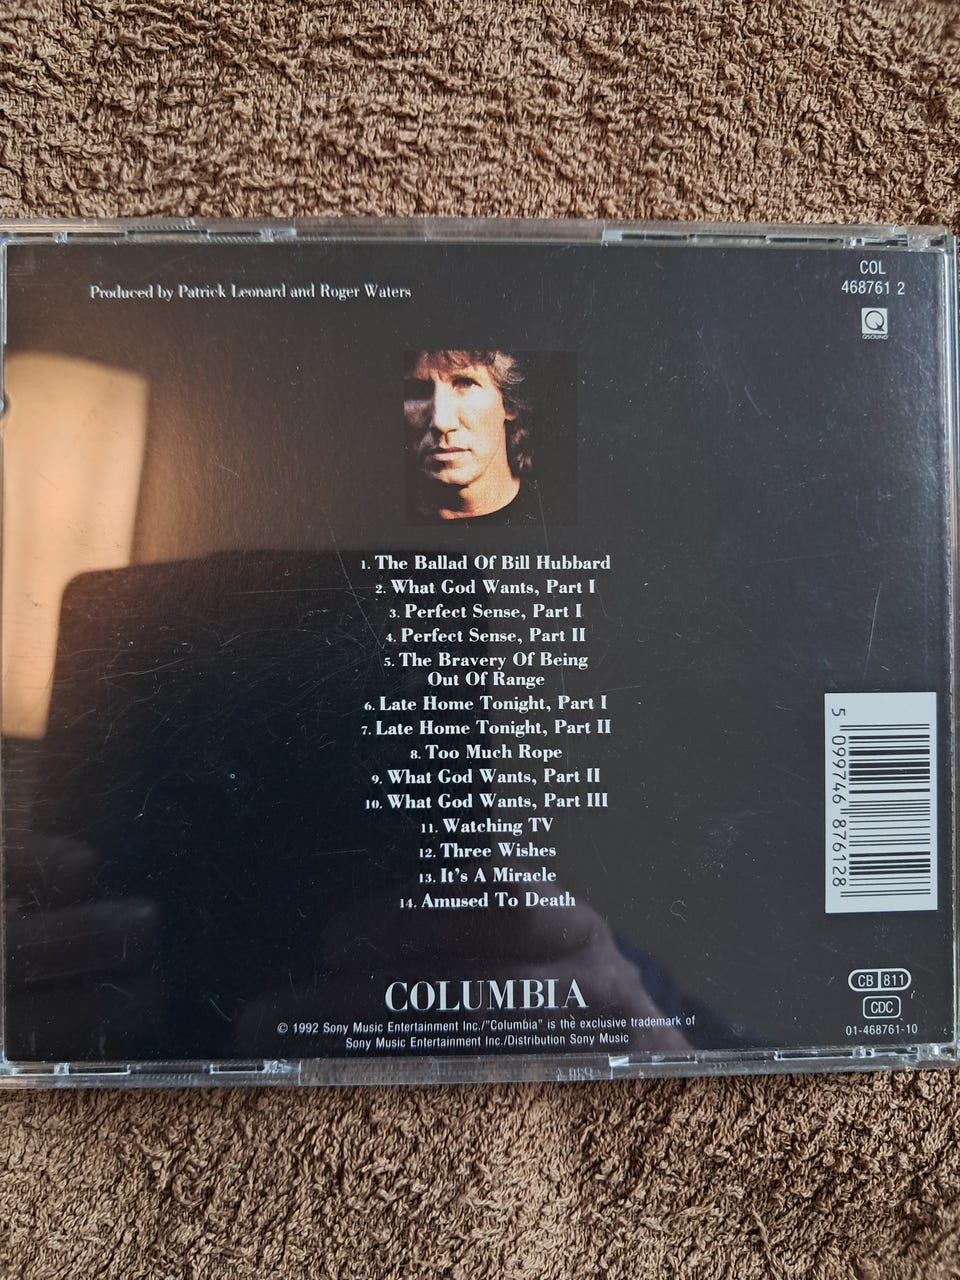 Produced by Patrick Leonard and Roger Waters
COL
468761 2
Q
QSOUND
1. The Ballad Of Bill Hubbard
2. What God Wants, Part I
3. Perfect Sense, Part I
4. Perfect Sense, Part II
5. The Bravery Of Being
Out Of Range
6. Late Home Tonight, Part I
7. Late Home Tonight, Part II
8. Too Much Rope
9. What God Wants, Part II
10. What God Wants, Part III
11. Watching TV
12. Three Wishes
13. It's A Miracle
14. Amused To Death
5 099746 876128
COLUMBIA
© 1992 Sony Music Entertainment Inc./"Columbia" is the exclusive trademark of
Sony Music Entertainment Inc./Distribution Sony Music
CB 811
CDC
01-468761-10